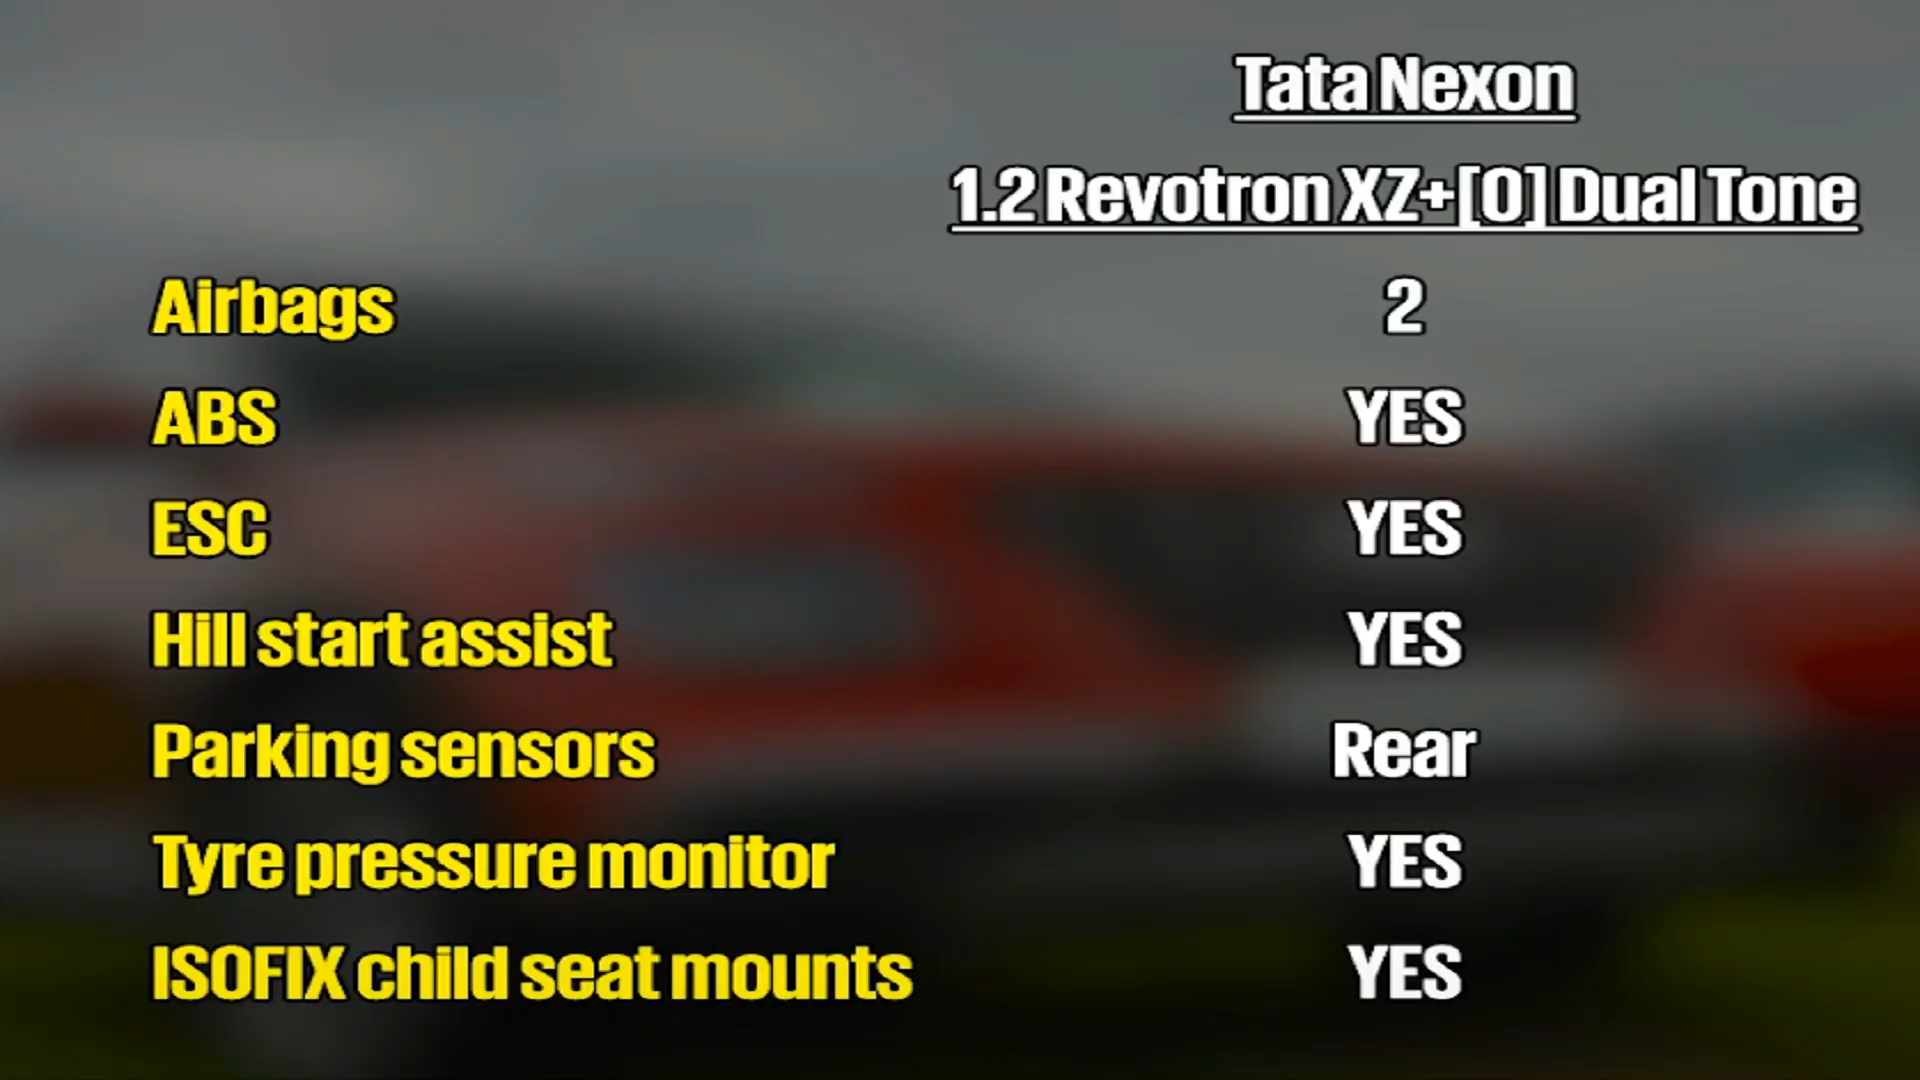 Tata Nexon
1.2 Revotron XZ+[O] Dual Tone
Airbags 2
ABS YES
ESC YES
Hill start assist YES
Parking sensors Rear
Tyre pressure monitor YES
ISOFIX child seat mounts YES